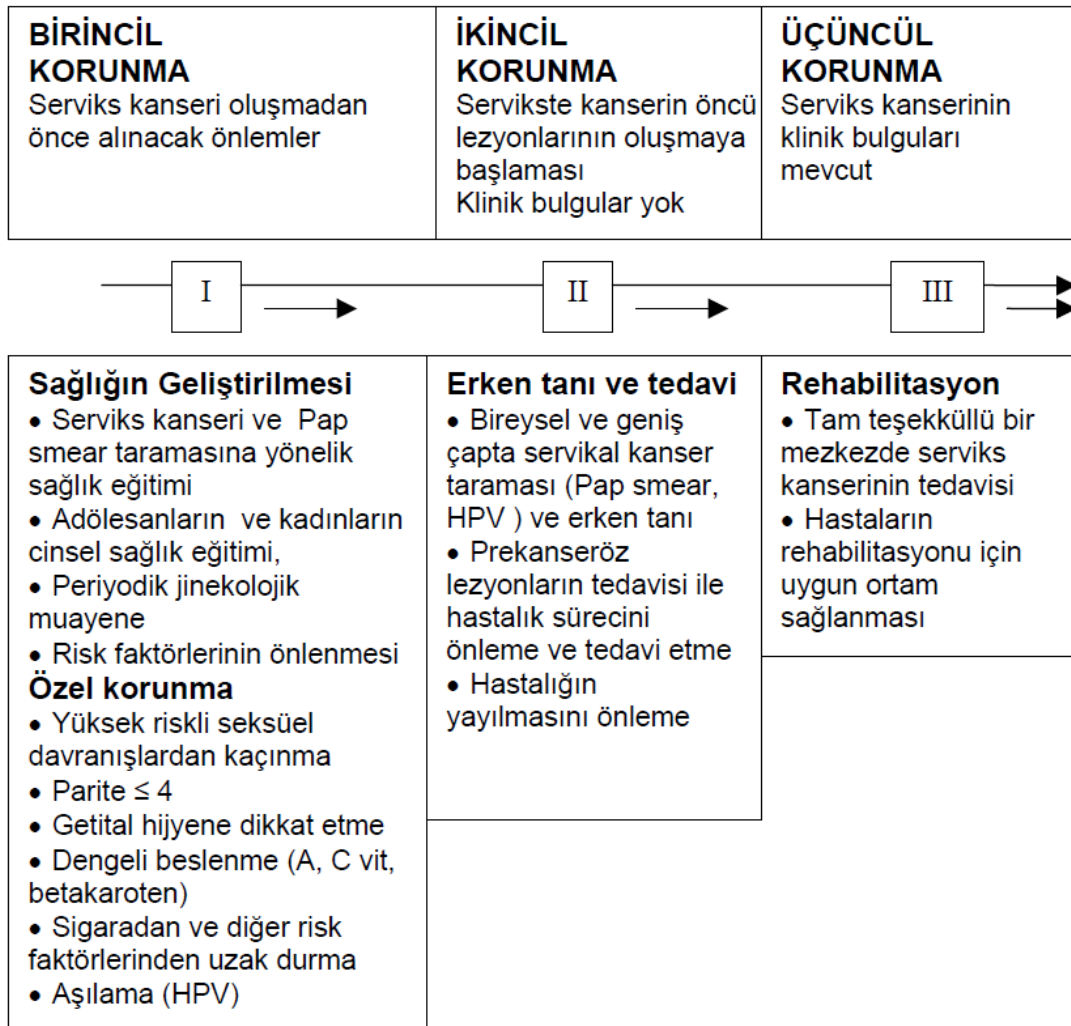 BİRİNCİL
KORUNMA
Serviks kanseri oluşmadan
önce alınacak önlemler
İKİNCİL
KORUNMA
Servikste kanserin öncü
lezyonlarının oluşmaya
başlaması
Klinik bulgular yok
ÜÇÜNCÜL
KORUNMA
Serviks kanserinin
klinik bulguları
mevcut
I
II
III
Sağlığın Geliştirilmesi
• Serviks kanseri ve Pap
smear taramasına yönelik
sağlık eğitimi
• Adölesanların ve kadınların
cinsel sağlık eğitimi,
• Periyodik jinekolojik
muayene
• Risk faktörlerinin önlenmesi
Özel korunma
• Yüksek riskli seksüel
davranışlardan kaçınma
• Parite ≤ 4
• Getital hijyene dikkat etme
• Dengeli beslenme (A, C vit,
betakaroten)
• Sigaradan ve diğer risk
faktörlerinden uzak durma
• Aşılama (HPV)
Erken tanı ve tedavi
• Bireysel ve geniş
çapta servikal kanser
taraması (Pap smear,
HPV ) ve erken tanı
• Prekanseröz
lezyonların tedavisi ile
hastalık sürecini
önleme ve tedavi etme
• Hastalığın
yayılmasını önleme
Rehabilitasyon
• Tam teşekküllü bir
mezkezde serviks
kanserinin tedavisi
• Hastaların
rehabilitasyonu için
uygun ortam
sağlanması